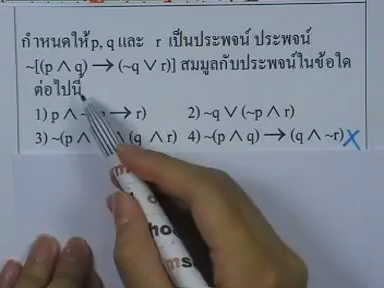 กำหนดให้ p, q และ r เป็นประพจน์ ประพจน์
~[(p ∧ q) → (~q ∨ r)] สมมูลกับประพจน์ในข้อใด
ต่อไปนี้
1) p ∧ → r) 2) ~q ∨ (~p ∧ r)
3) ~(p ∧ (q ∧ r) 4) ~(p ∧ q) → (q ∧ ~r) X